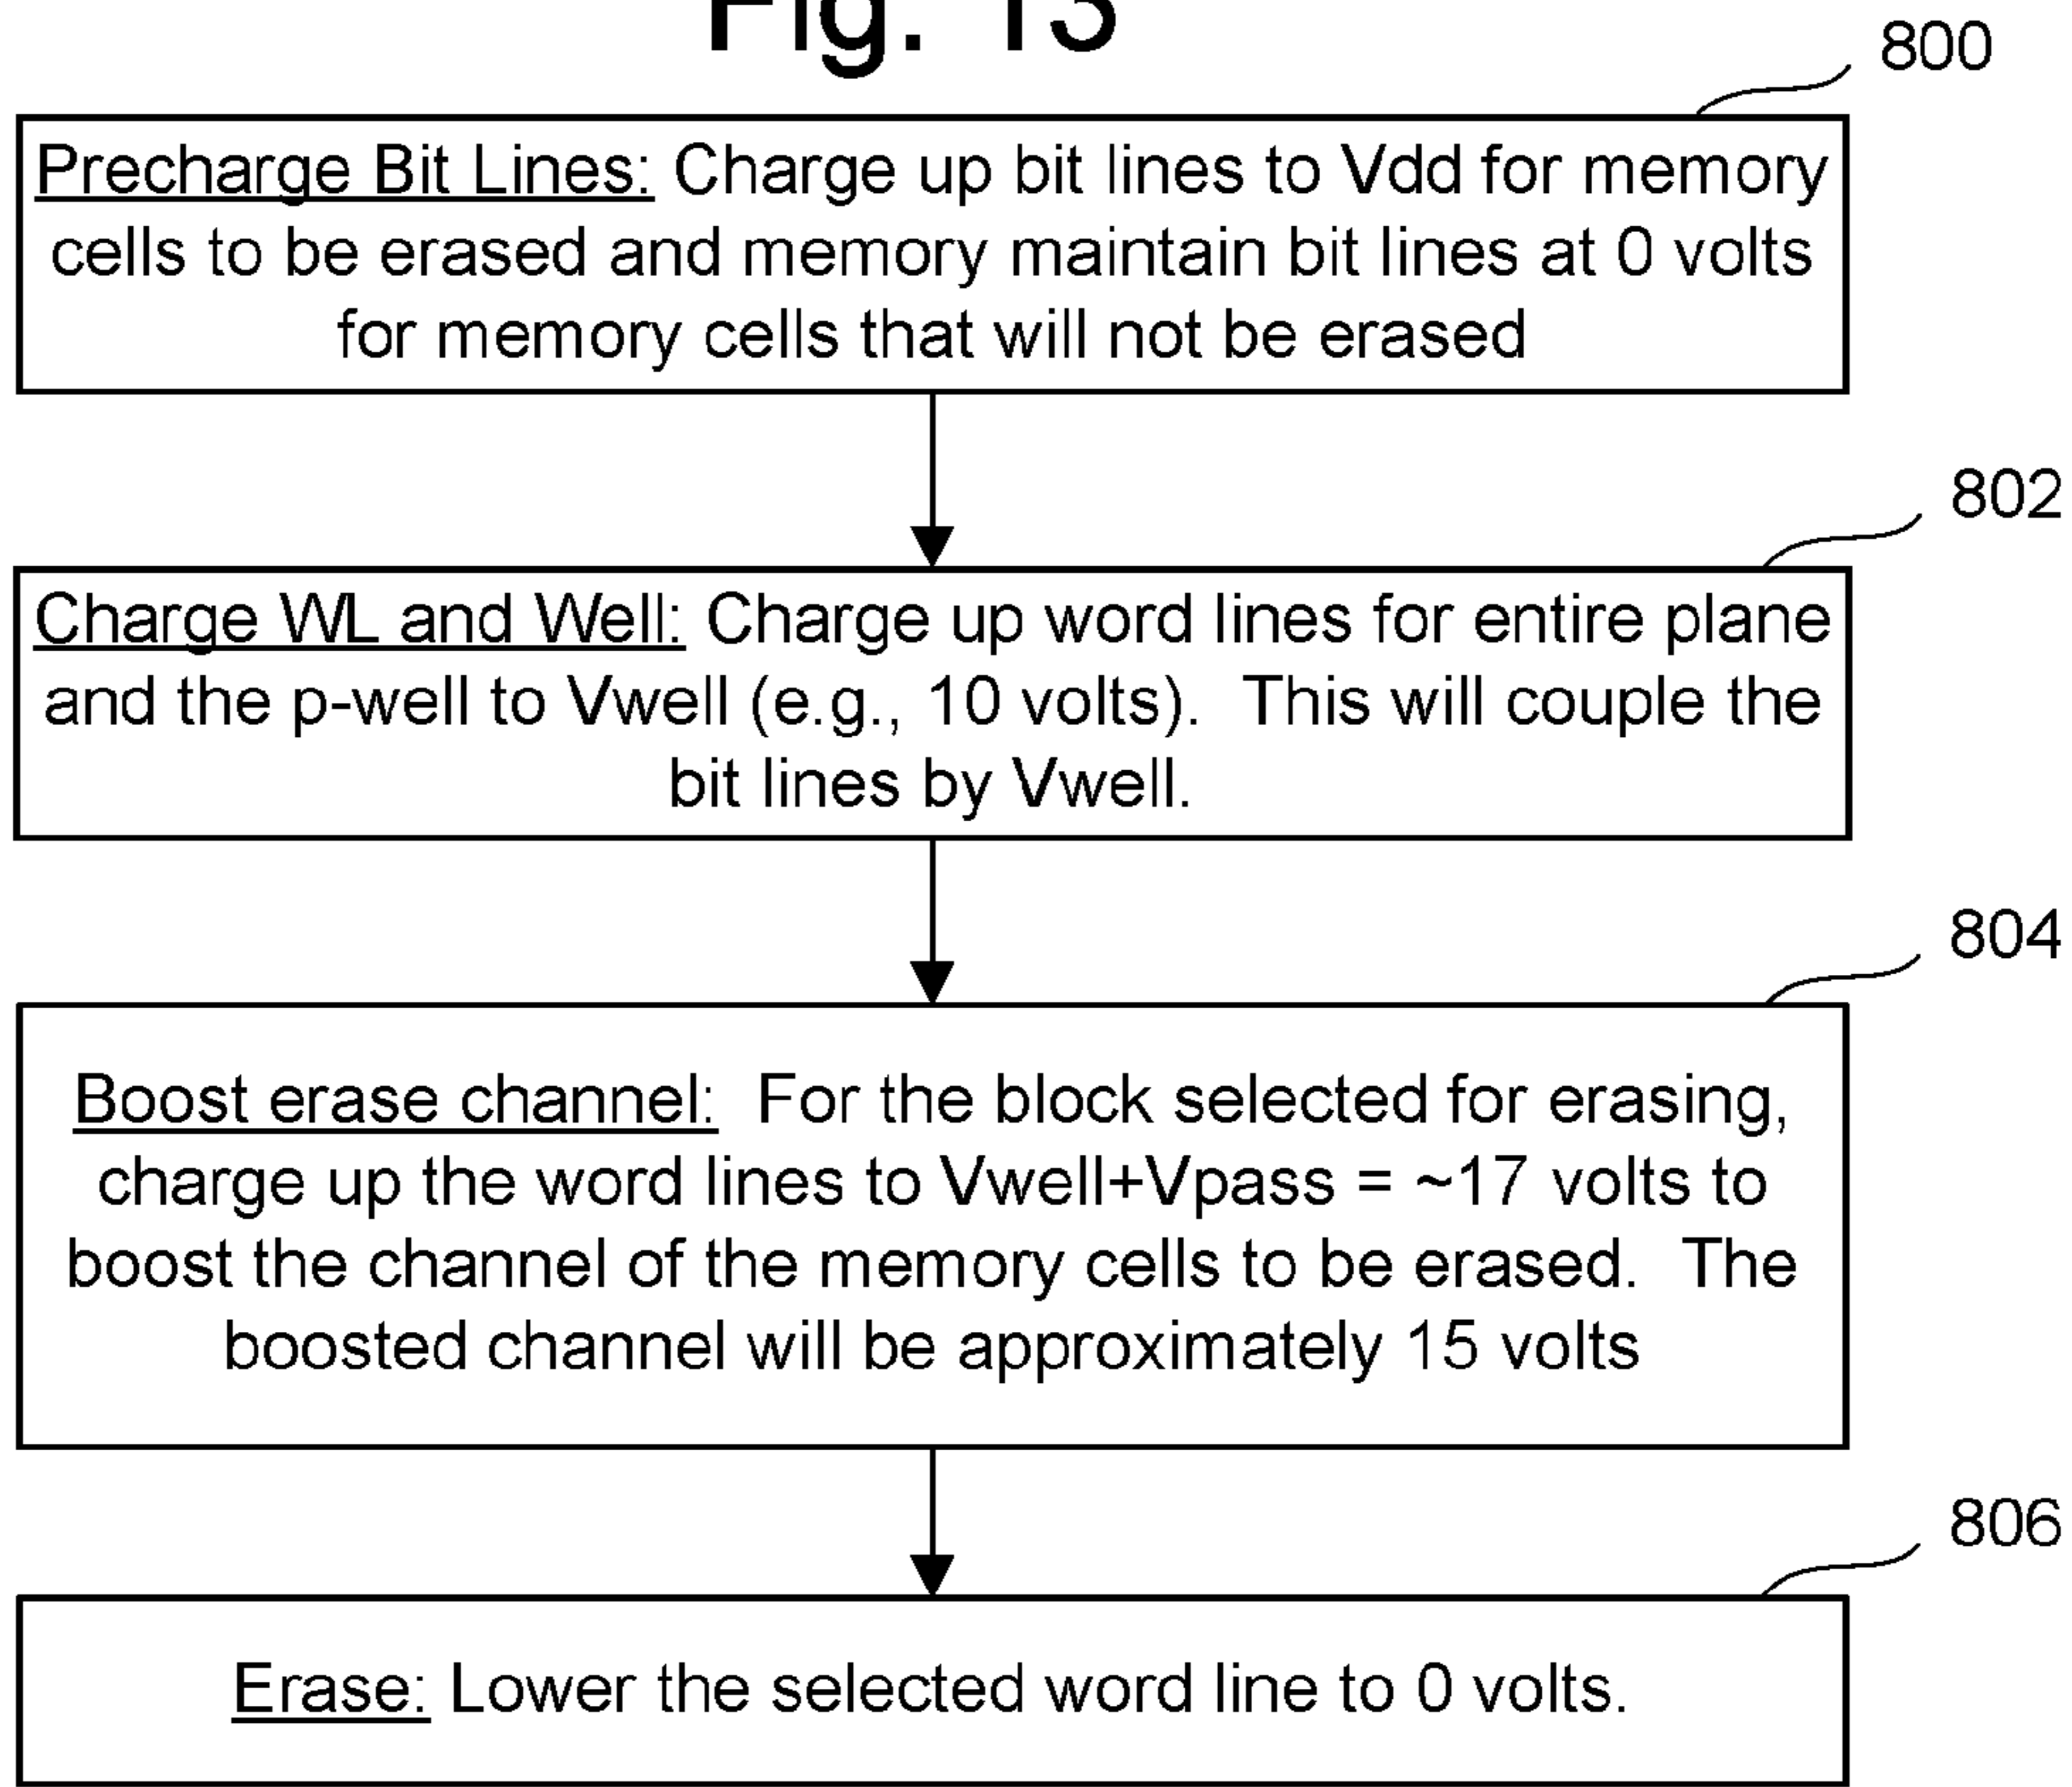 Fig. 13
800
Precharge Bit Lines: Charge up bit lines to Vdd for memory
cells to be erased and memory maintain bit lines at 0 volts
for memory cells that will not be erased
802
Charge WL and Well: Charge up word lines for entire plane
and the p-well to Vwell (e.g., 10 volts). This will couple the
bit lines by Vwell.
804
Boost erase channel: For the block selected for erasing,
charge up the word lines to Vwell+Vpass = ~17 volts to
boost the channel of the memory cells to be erased. The
boosted channel will be approximately 15 volts
806
Erase: Lower the selected word line to 0 volts.